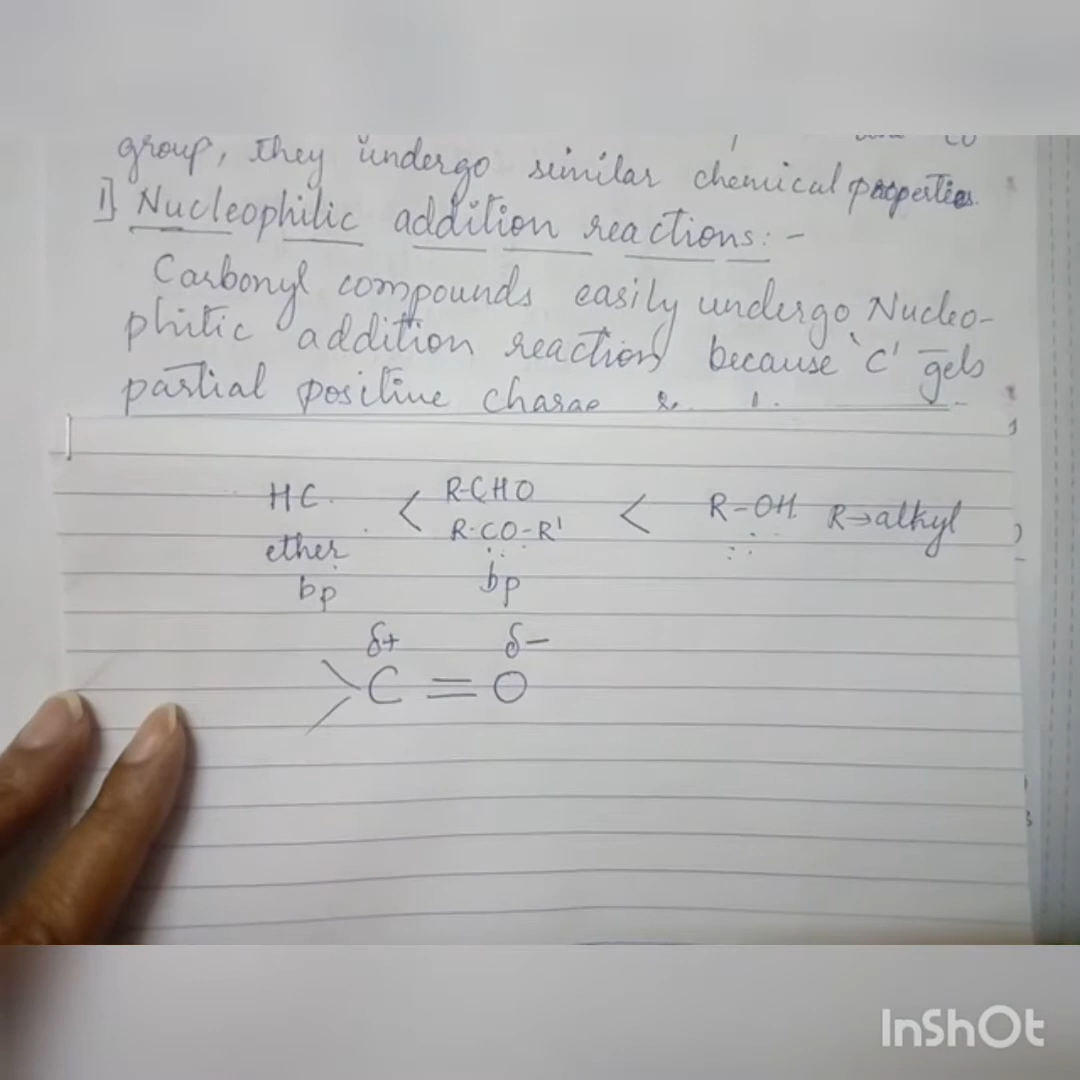 group, they undergo similar chemical properties.
1] Nucleophilic addition reactions: -
Carbonyl compounds easily undergo Nucleo-
philic addition reaction because 'C' gets
partial positive charge
HC. < R-CHO < R-OH. R→alkyl
ether R-CO-R'
bp bp
δ+ δ-
C = O
InShOt